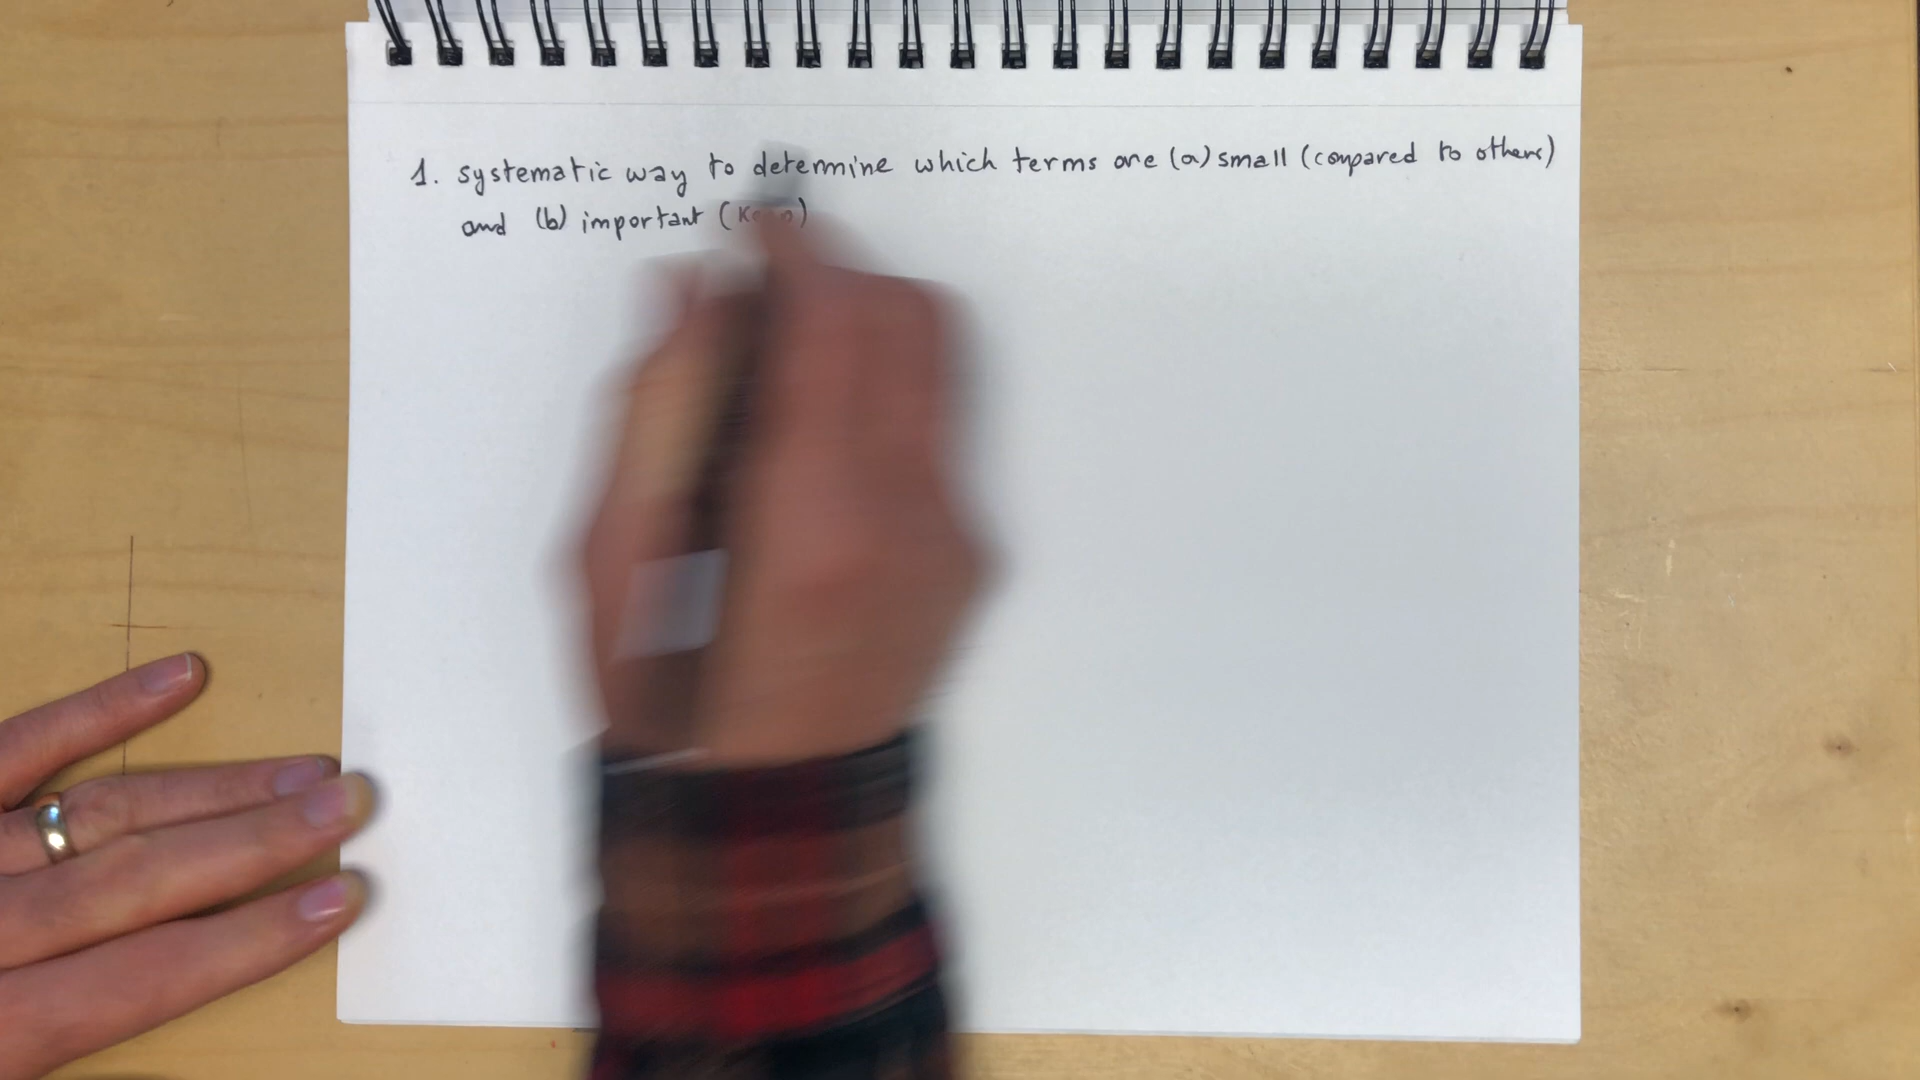 1. systematic way to determine which terms are (a) small (compared to others)
and (b) important (